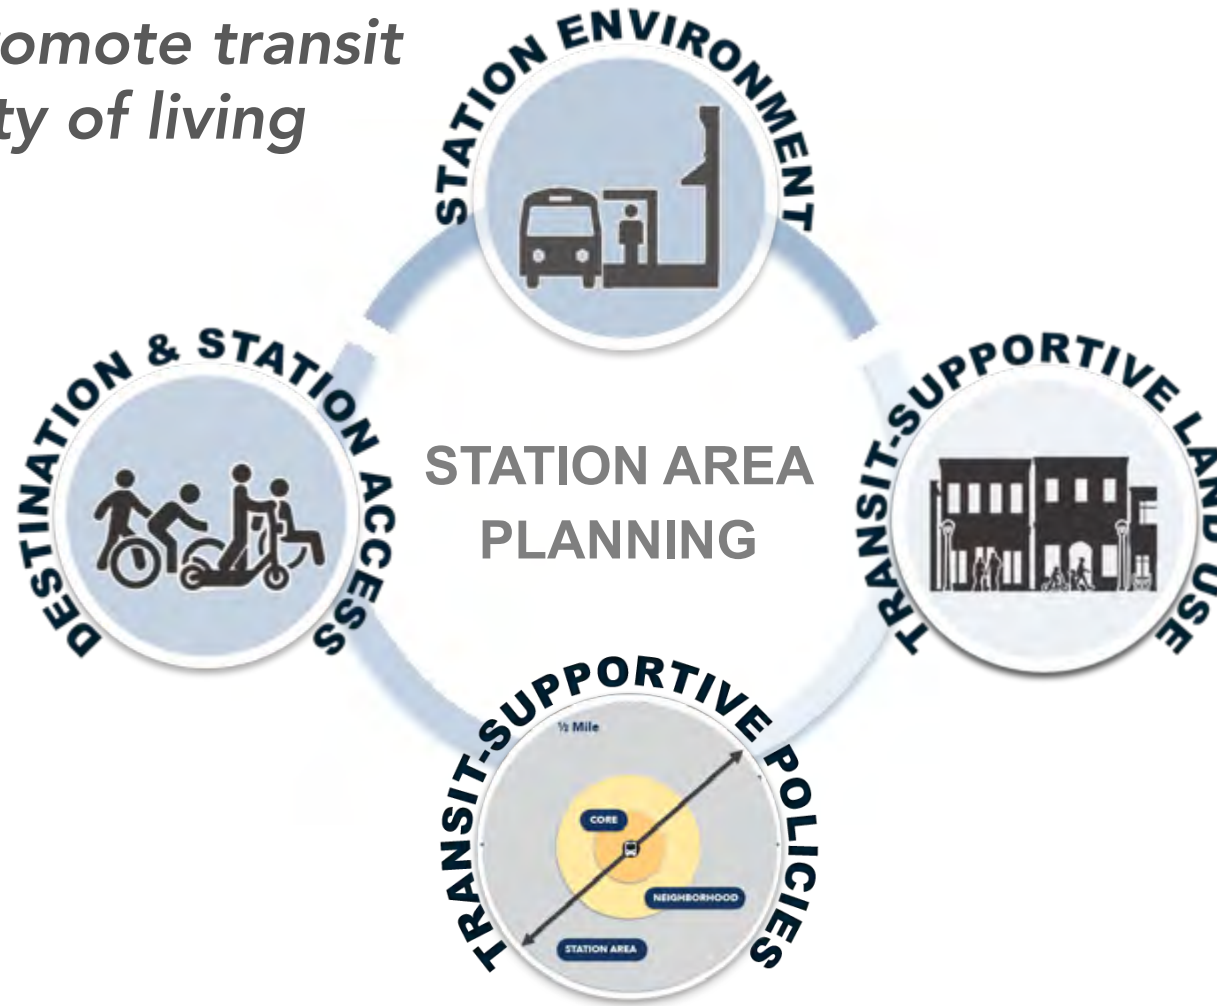 omote transit
ty of living
STATION ENVIRONMENT
DESTINATION & STATION ACCESS
STATION AREA
PLANNING
TRANSIT-SUPPORTIVE LAND USE
TRANSIT-SUPPORTIVE POLICIES
½ Mile
CORE
NEIGHBORHOOD
STATION AREA